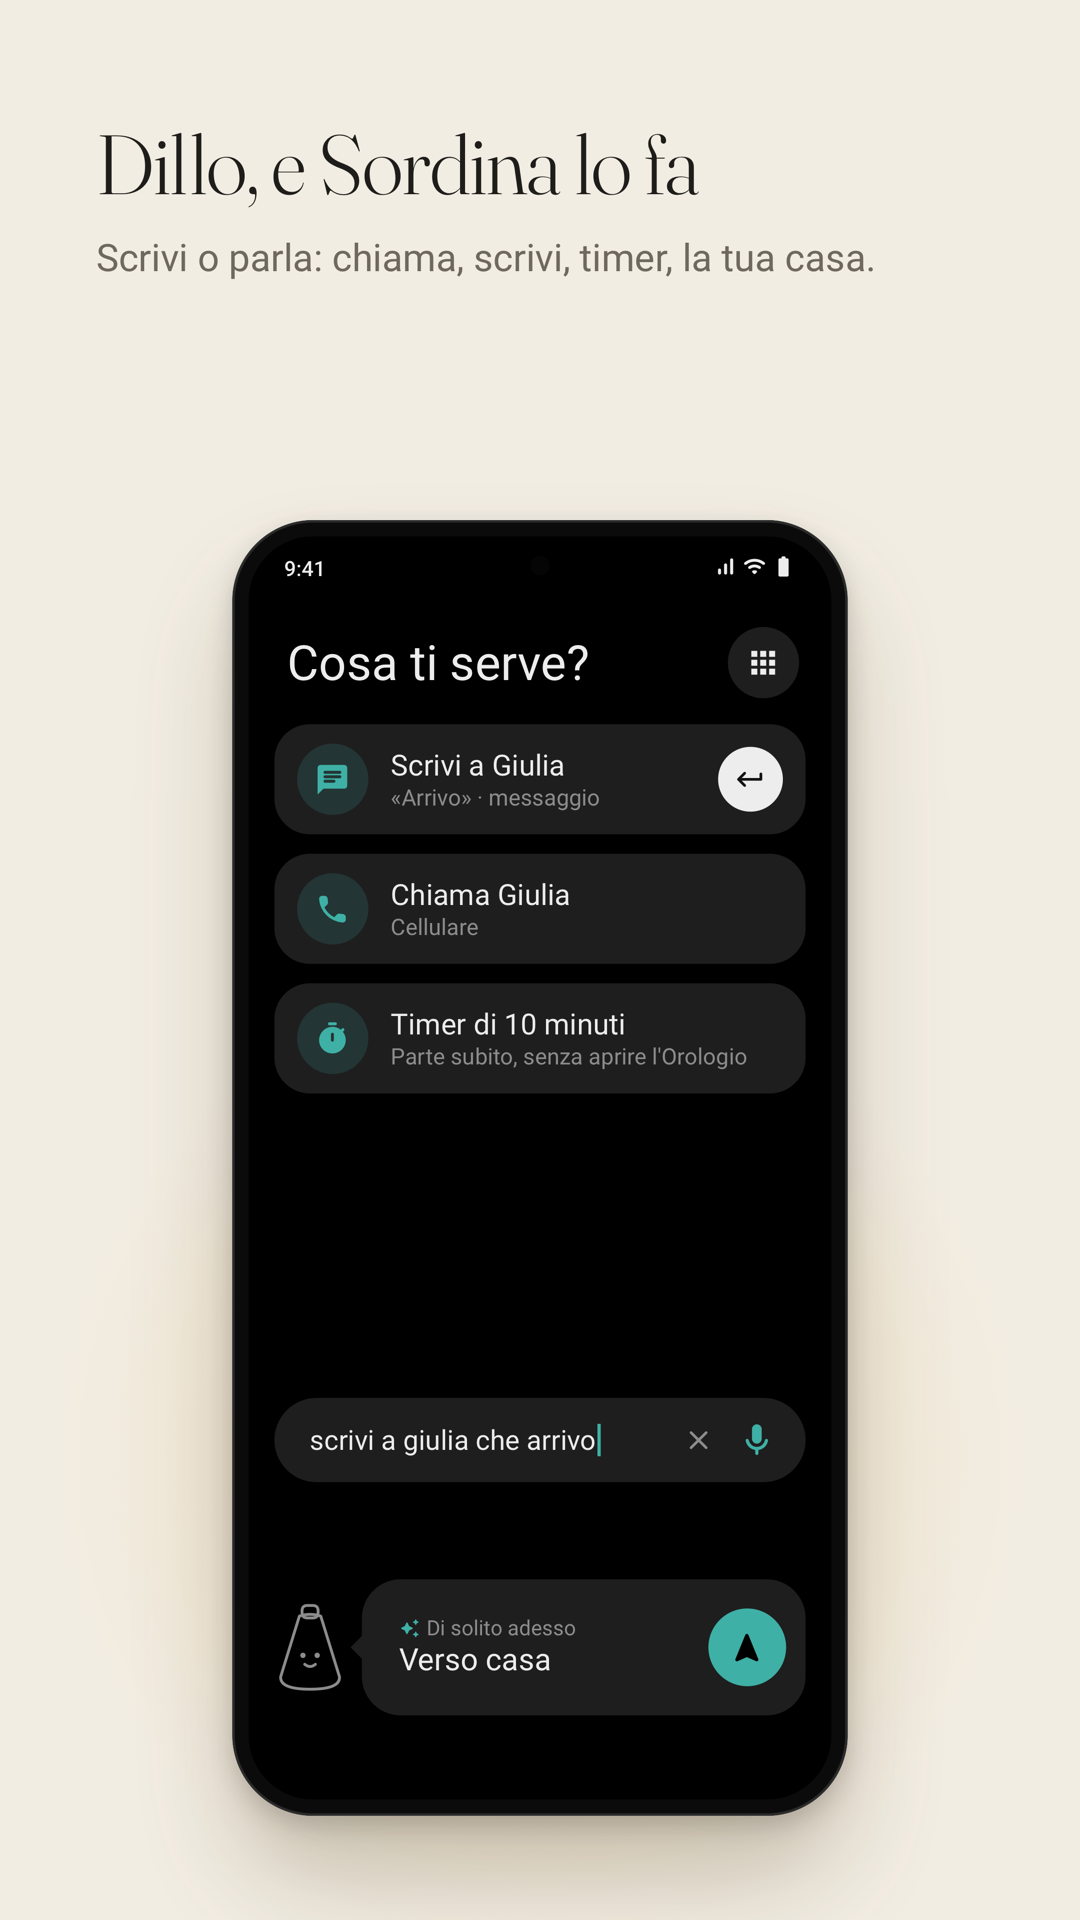 Dillo, e Sordina lo fa
Scrivi o parla: chiama, scrivi, timer, la tua casa.
9:41
Cosa ti serve?
Scrivi a Giulia
«Arrivo» · messaggio
Chiama Giulia
Cellulare
Timer di 10 minuti
Parte subito, senza aprire l'Orologio
scrivi a giulia che arrivo
Di solito adesso
Verso casa